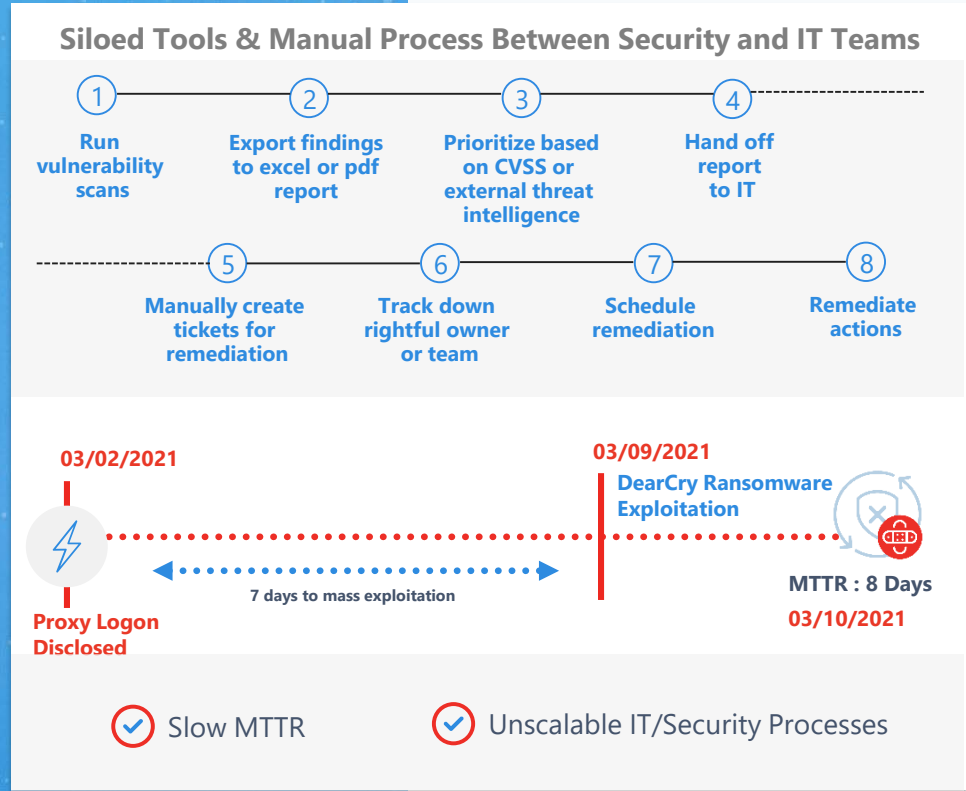 Siloed Tools & Manual Process Between Security and IT Teams
1
2
3
4
Run
vulnerability
scans
Export findings
to excel or pdf
report
Prioritize based
on CVSS or
external threat
intelligence
Hand off
report
to IT
5
6
7
8
Manually create
tickets for
remediation
Track down
rightful owner
or team
Schedule
remediation
Remediate
actions
03/02/2021
03/09/2021
DearCry Ransomware
Exploitation
7 days to mass exploitation
MTTR : 8 Days
03/10/2021
Proxy Logon
Disclosed
Slow MTTR
Unscalable IT/Security Processes